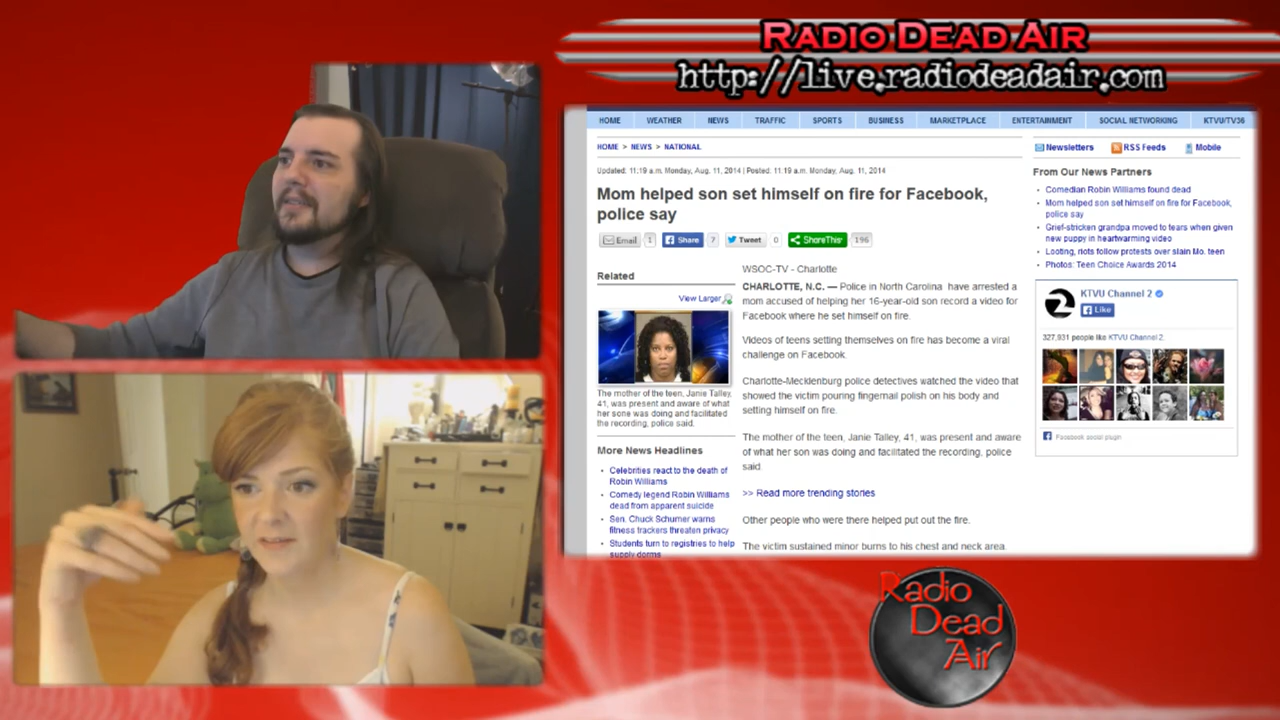 RADIO DEAD AIR
http://live.radiodeadair.com
HOME WEATHER NEWS TRAFFIC SPORTS BUSINESS MARKETPLACE ENTERTAINMENT SOCIAL NETWORKING KTVU/TV36
HOME > NEWS > NATIONAL
Updated: 11:19 a.m. Monday, Aug. 11, 2014 | Posted: 11:19 a.m. Monday, Aug. 11, 2014
Mom helped son set himself on fire for Facebook,
police say
Email 1 Share 7 Tweet 0 ShareThis 196
Related
View Larger
The mother of the teen, Janie Talley,
41, was present and aware of what
her sone was doing and facilitated
the recording, police said.
More News Headlines
Celebrities react to the death of
Robin Williams
Comedy legend Robin Williams
dead from apparent suicide
Sen. Chuck Schumer warns
fitness trackers threaten privacy
Students turn to registries to help
supply dorms
WSOC-TV - Charlotte
CHARLOTTE, N.C. — Police in North Carolina have arrested a
mom accused of helping her 16-year-old son record a video for
Facebook where he set himself on fire.
Videos of teens setting themselves on fire has become a viral
challenge on Facebook.
Charlotte-Mecklenburg police detectives watched the video that
showed the victim pouring fingernail polish on his body and
setting himself on fire.
The mother of the teen, Janie Talley, 41, was present and aware
of what her son was doing and facilitated the recording, police
said.
>> Read more trending stories
Other people who were there helped put out the fire.
The victim sustained minor burns to his chest and neck area.
Newsletters RSS Feeds Mobile
From Our News Partners
Comedian Robin Williams found dead
Mom helped son set himself on fire for Facebook,
police say
Grief-stricken grandpa moved to tears when given
new puppy in heartwarming video
Looting, riots follow protests over slain Mo. teen
Photos: Teen Choice Awards 2014
KTVU Channel 2
Like
327,931 people like KTVU Channel 2.
Facebook social plugin
Radio
Dead
Air